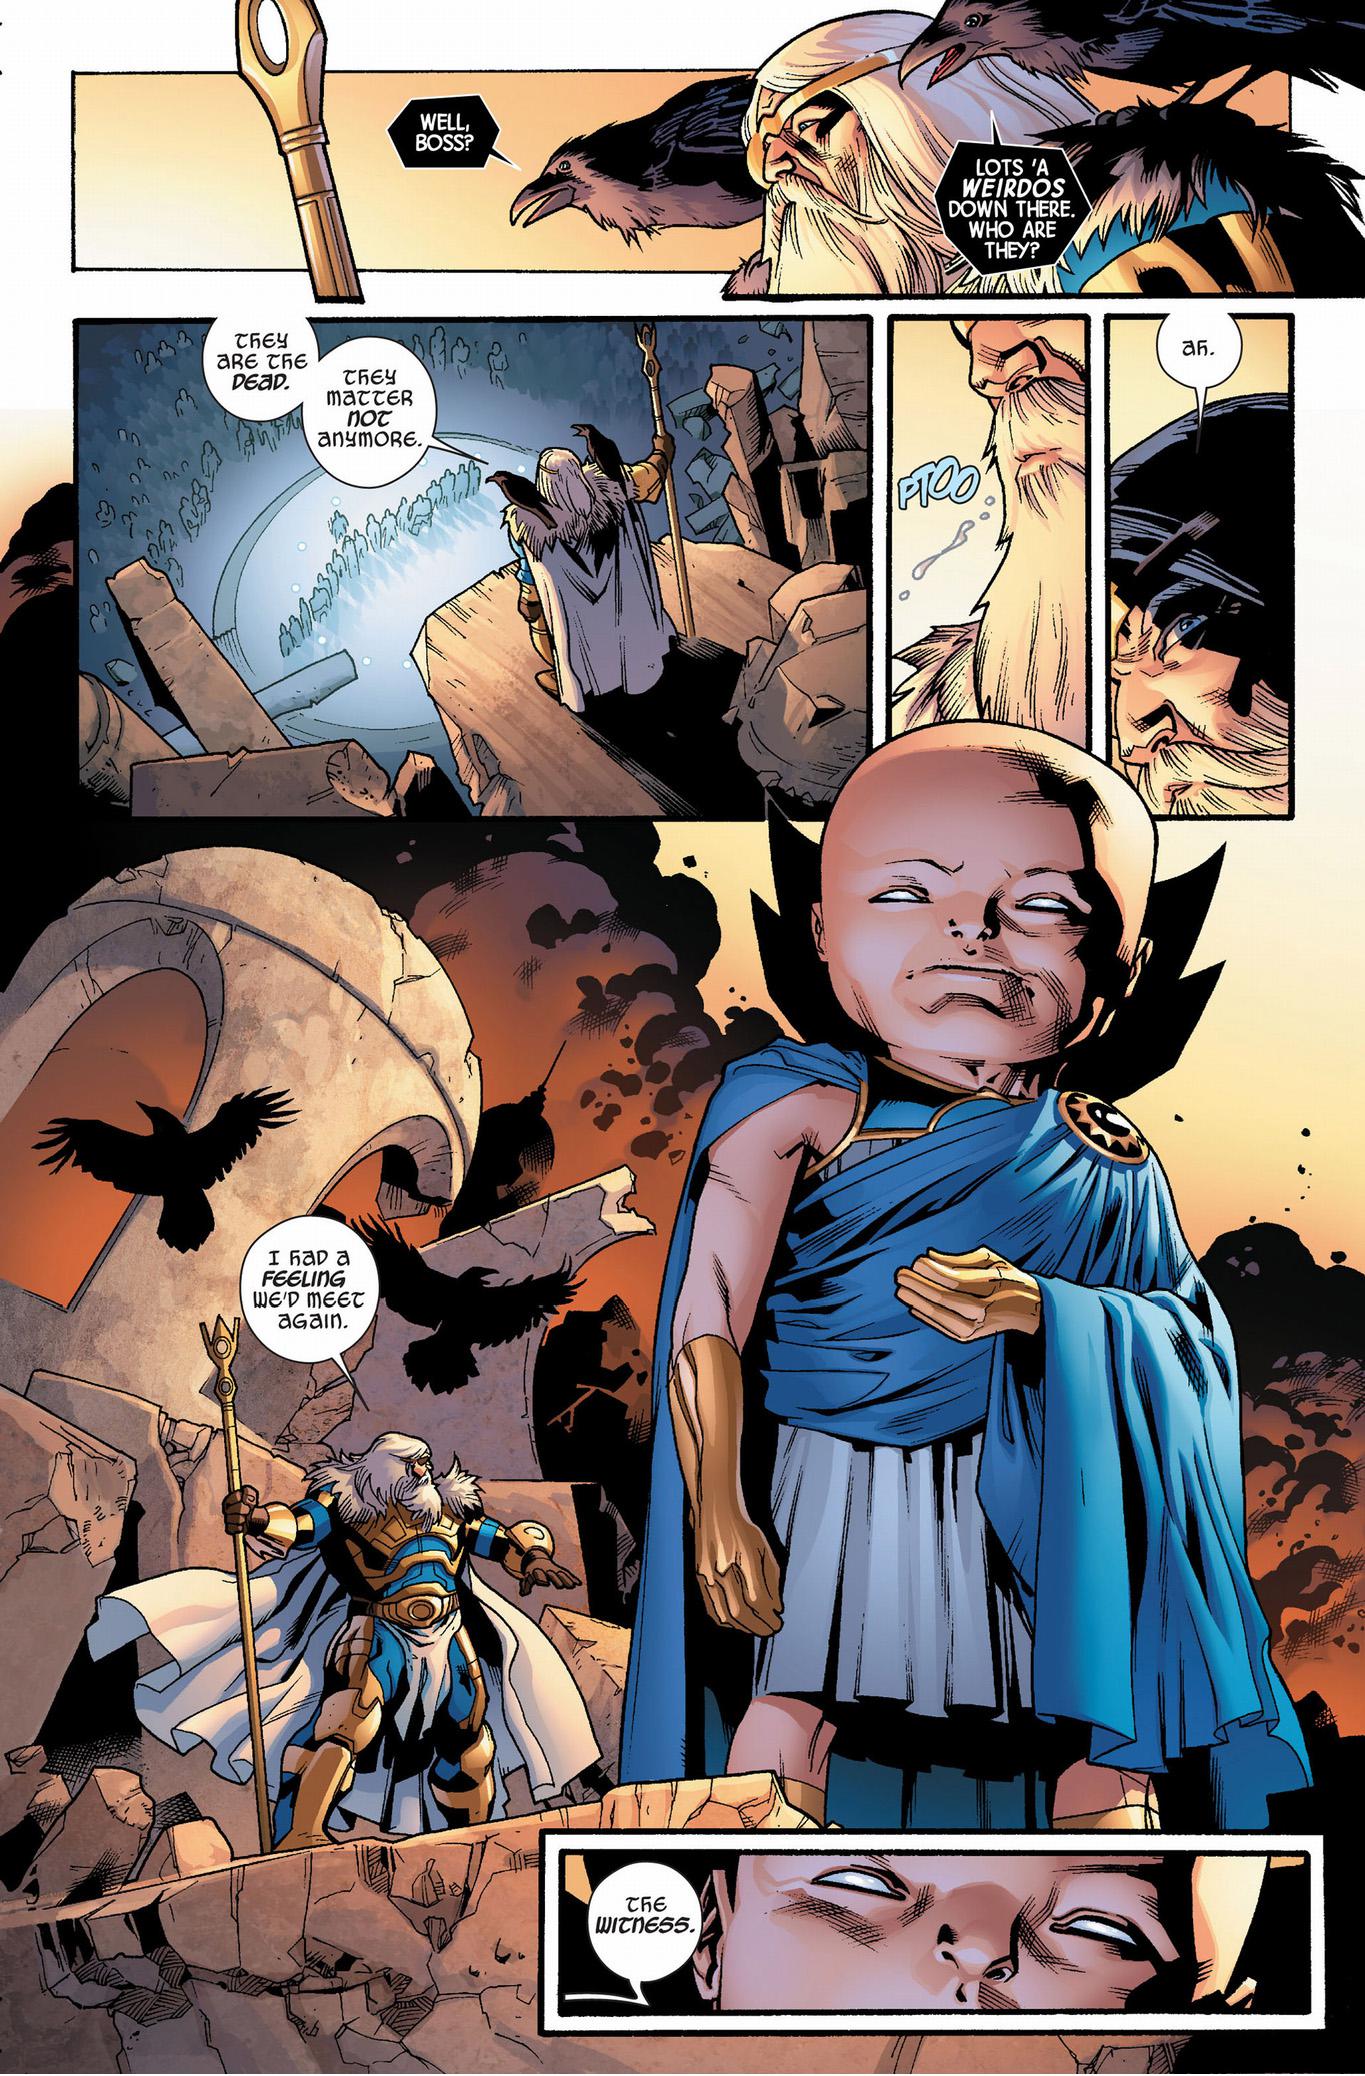 WELL,
BOSS?
LOTS 'A
WEIRDOS
DOWN THERE.
WHO ARE
THEY?
THEY
ARE THE
DEAD.
THEY
MATTER
NOT
ANYMORE.
PTOO
AH.
I HAD A
FEELING
WE'D MEET
AGAIN.
THE
WITNESS.